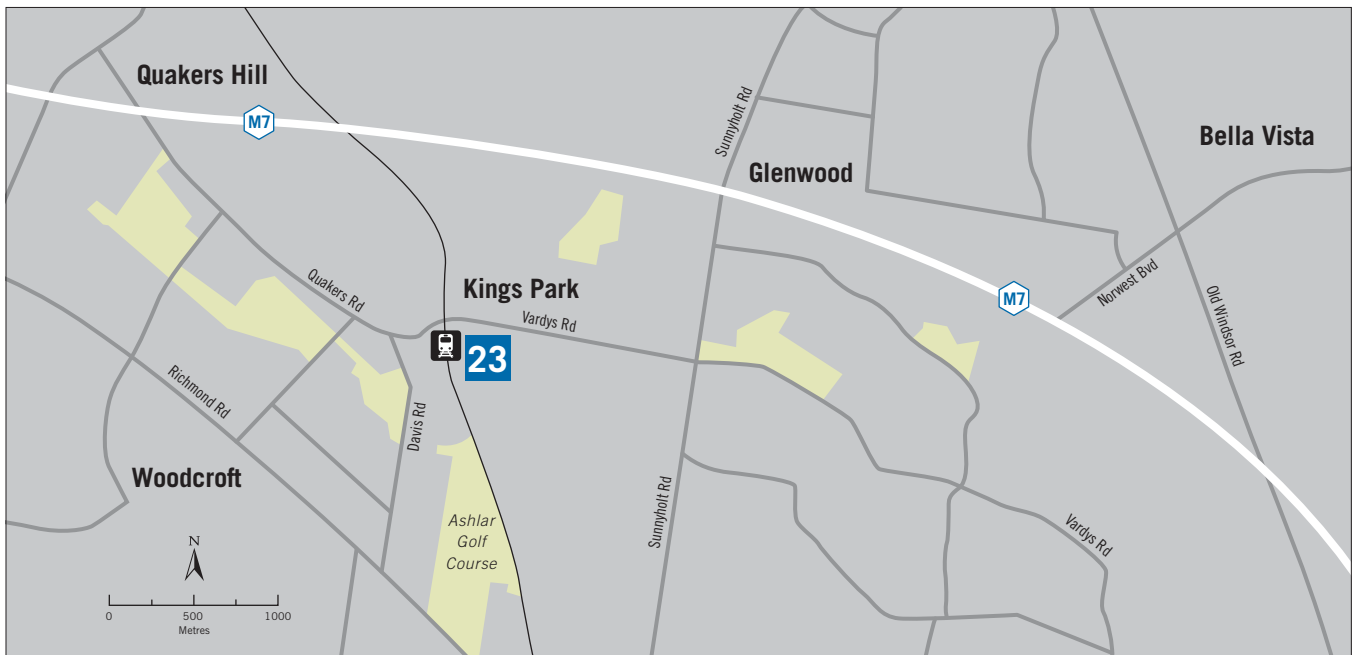 Quakers Hill
M7
Sunnyholt Rd
Bella Vista
Glenwood
Quakers Rd
Kings Park
Vardys Rd
Norwest Bvd
M7
Old Windsor Rd
23
Richmond Rd
Davis Rd
Woodcroft
Sunnyholt Rd
Ashlar
Golf
Course
Vardys Rd
N
0 500 1000
Metres